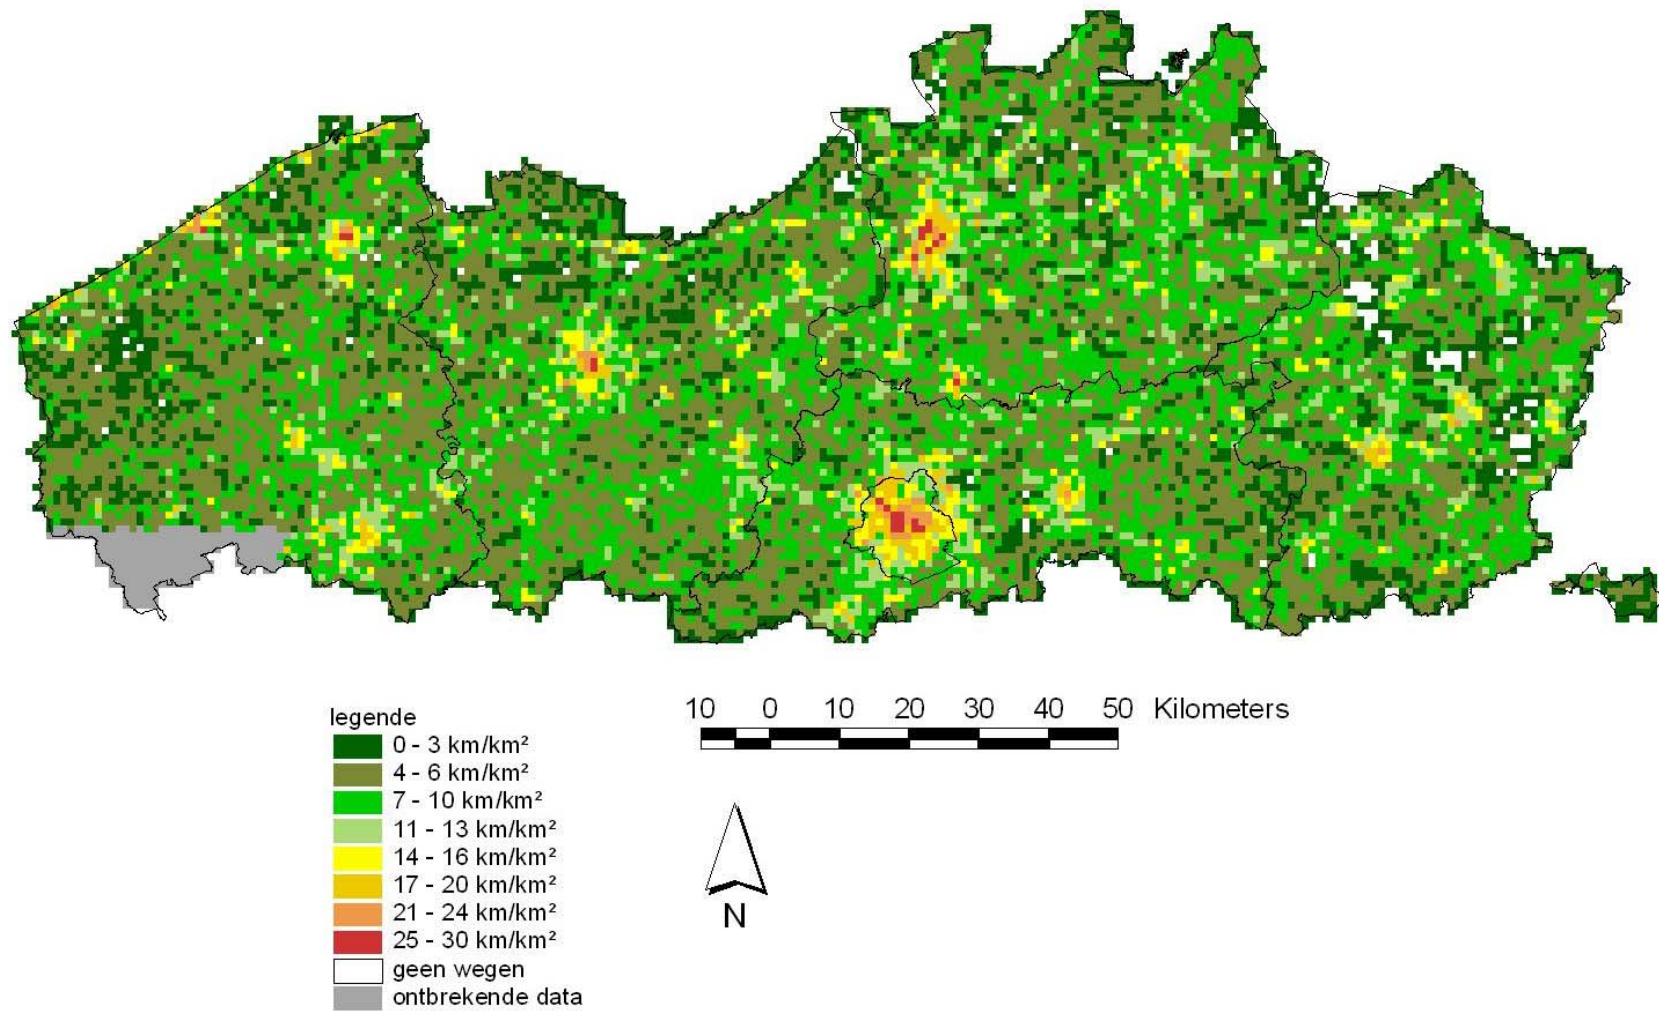 legende
0 - 3 km/km²
4 - 6 km/km²
7 - 10 km/km²
11 - 13 km/km²
14 - 16 km/km²
17 - 20 km/km²
21 - 24 km/km²
25 - 30 km/km²
geen wegen
ontbrekende data
10 0 10 20 30 40 50 Kilometers
N